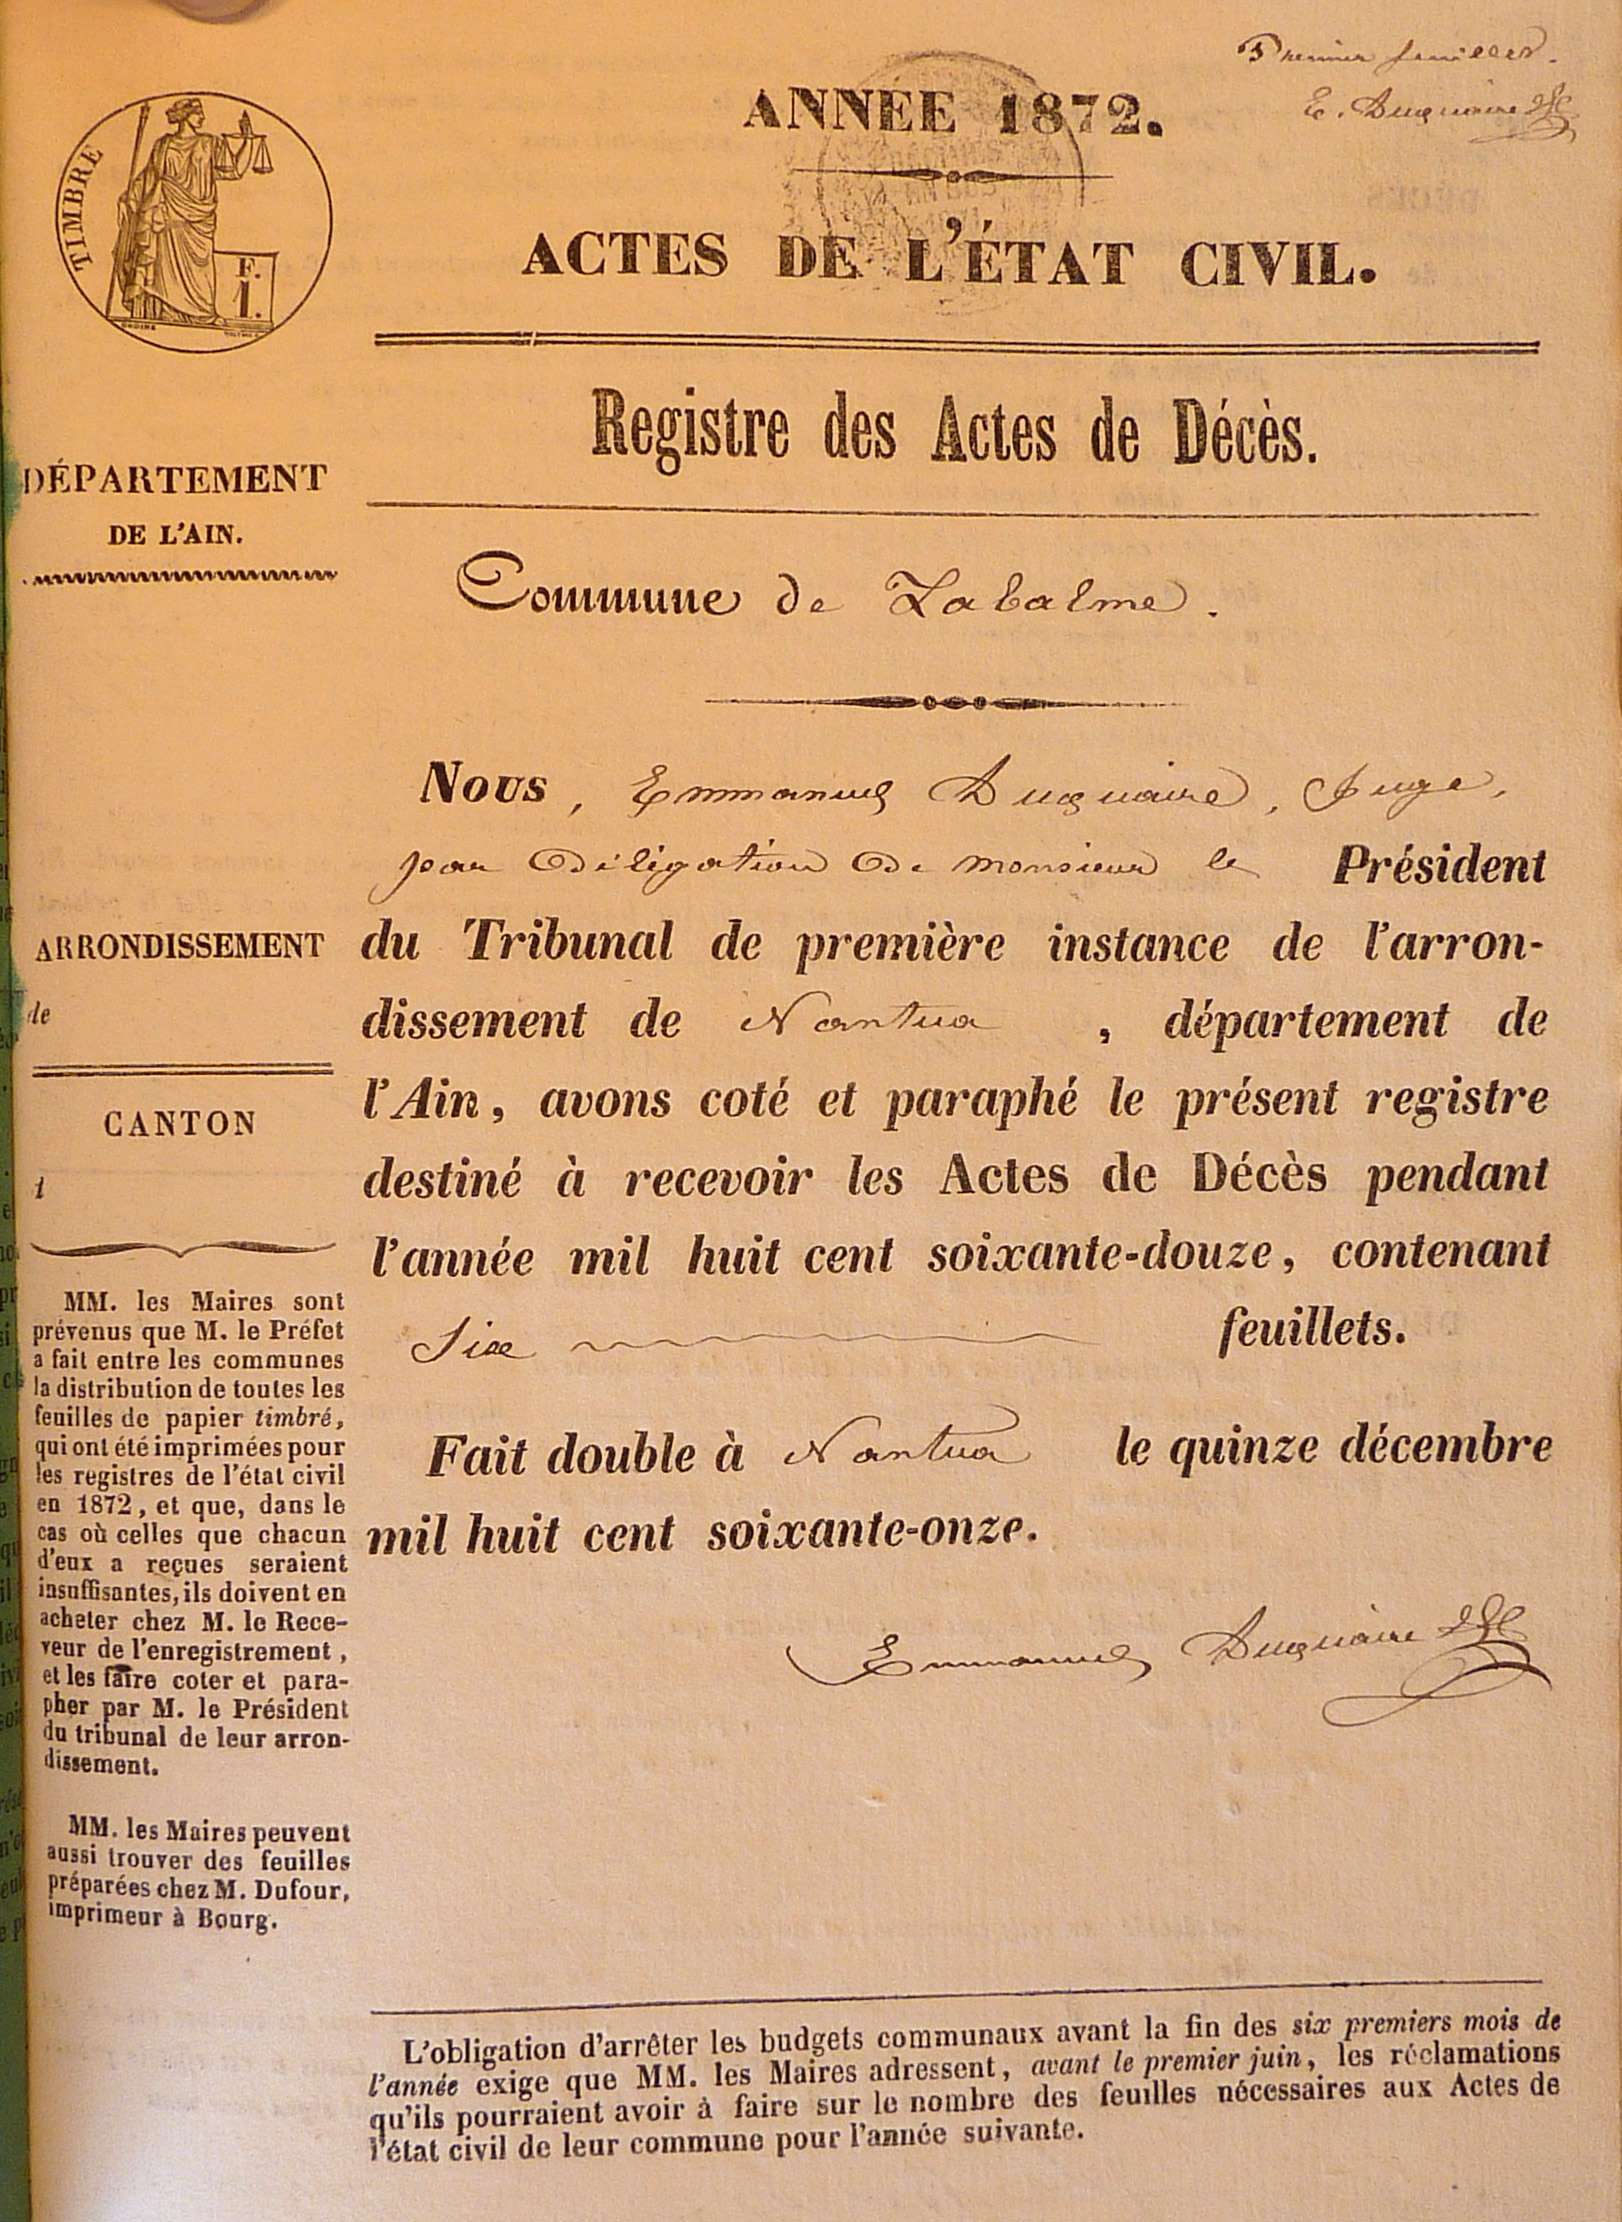 Premier feuillet.
E. Duquaire
ANNÉE 1872.
TIMBRE
F.
1.
ACTES DE L'ÉTAT CIVIL.
Registre des Actes de Décès.
DÉPARTEMENT
DE L'AIN.
Commune de Labalme.
Nous, Emmanuel Duquaire, Juge,
par délégation de monsieur le Président
du Tribunal de première instance de l'arron-
dissement de Nantua, département de
l'Ain, avons coté et paraphé le présent registre
destiné à recevoir les Actes de Décès pendant
l'année mil huit cent soixante-douze, contenant
Six feuillets.
Fait double à Nantua le quinze décembre
mil huit cent soixante-onze.
Emmanuel Duquaire
ARRONDISSEMENT
de
CANTON
MM. les Maires sont
prévenus que M. le Préfet
a fait entre les communes
la distribution de toutes les
feuilles de papier timbré,
qui ont été imprimées pour
les registres de l'état civil
en 1872, et que, dans le
cas où celles que chacun
d'eux a reçues seraient
insuffisantes, ils doivent en
acheter chez M. le Rece-
veur de l'enregistrement,
et les faire coter et para-
pher par M. le Président
du tribunal de leur arron-
dissement.
MM. les Maires peuvent
aussi trouver des feuilles
préparées chez M. Dufour,
imprimeur à Bourg.
L'obligation d'arrêter les budgets communaux avant la fin des six premiers mois de
l'année exige que MM. les Maires adressent, avant le premier juin, les réclamations
qu'ils pourraient avoir à faire sur le nombre des feuilles nécessaires aux Actes de
l'état civil de leur commune pour l'année suivante.